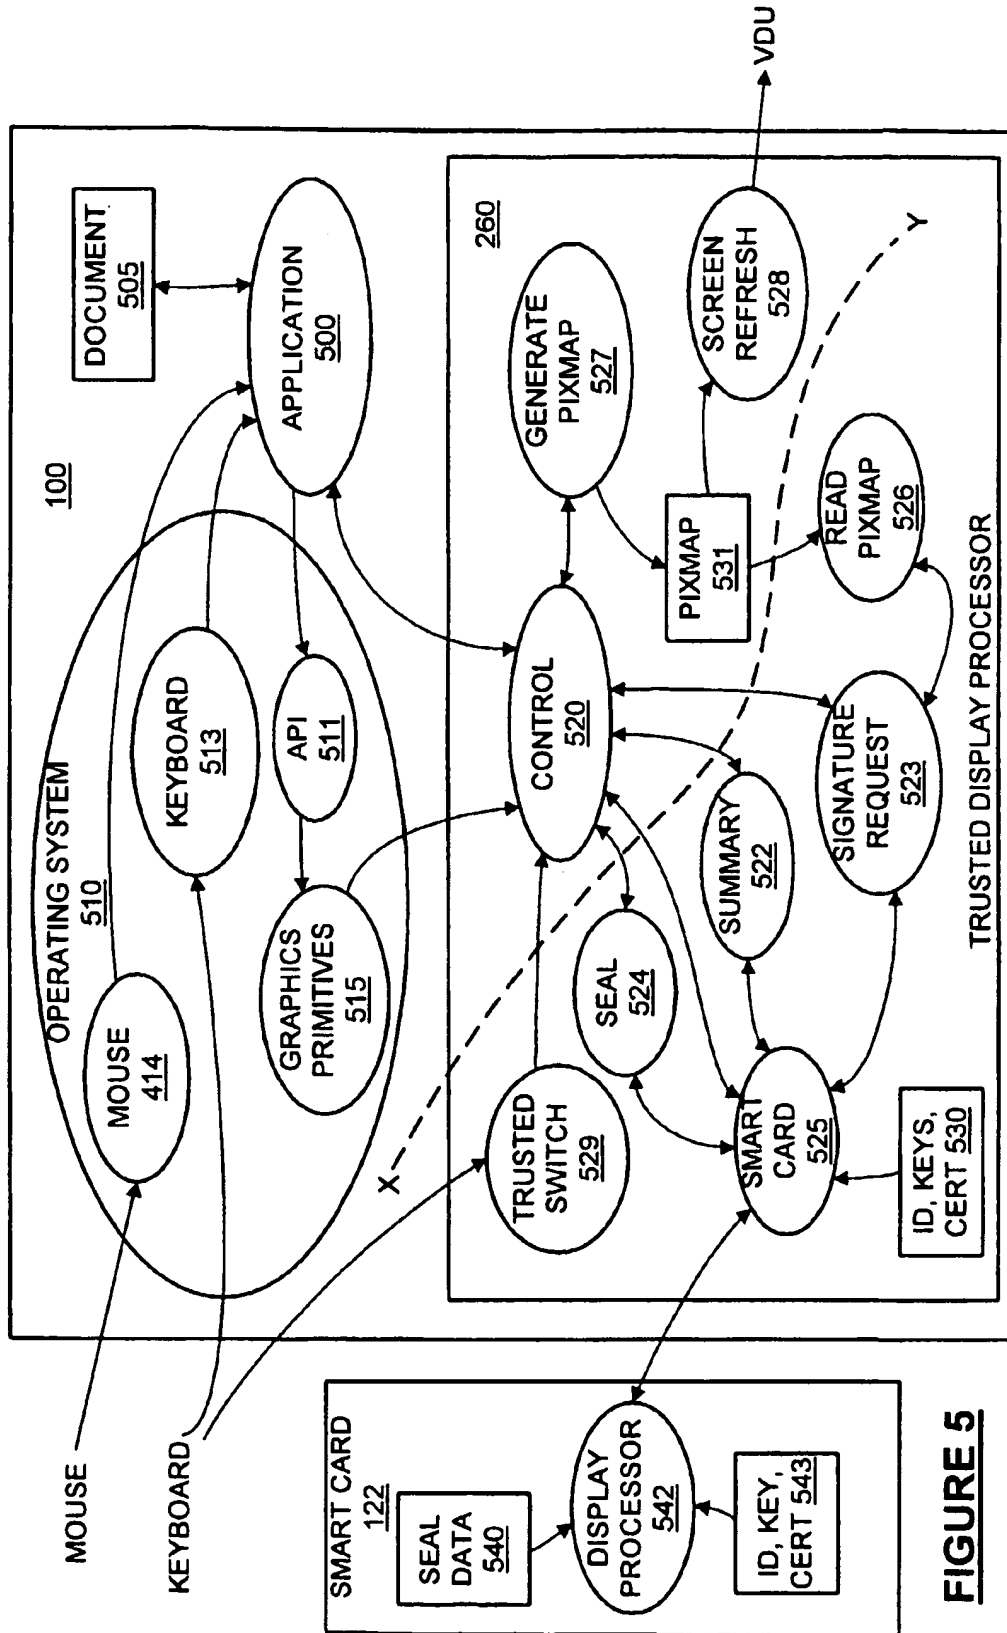 MOUSE
KEYBOARD
OPERATING SYSTEM
510
100
MOUSE
414
KEYBOARD
513
API
511
GRAPHICS
PRIMITIVES
515
DOCUMENT
505
APPLICATION
500
X
260
TRUSTED
SWITCH
529
CONTROL
520
GENERATE
PIXMAP
527
SEAL
524
PIXMAP
531
SCREEN
REFRESH
528
VDU
SUMMARY
522
SMART
CARD
525
SIGNATURE
REQUEST
523
READ
PIXMAP
526
Y
ID, KEYS,
CERT 530
TRUSTED DISPLAY PROCESSOR
SMART CARD
122
SEAL
DATA
540
DISPLAY
PROCESSOR
542
ID, KEY,
CERT 543
FIGURE 5